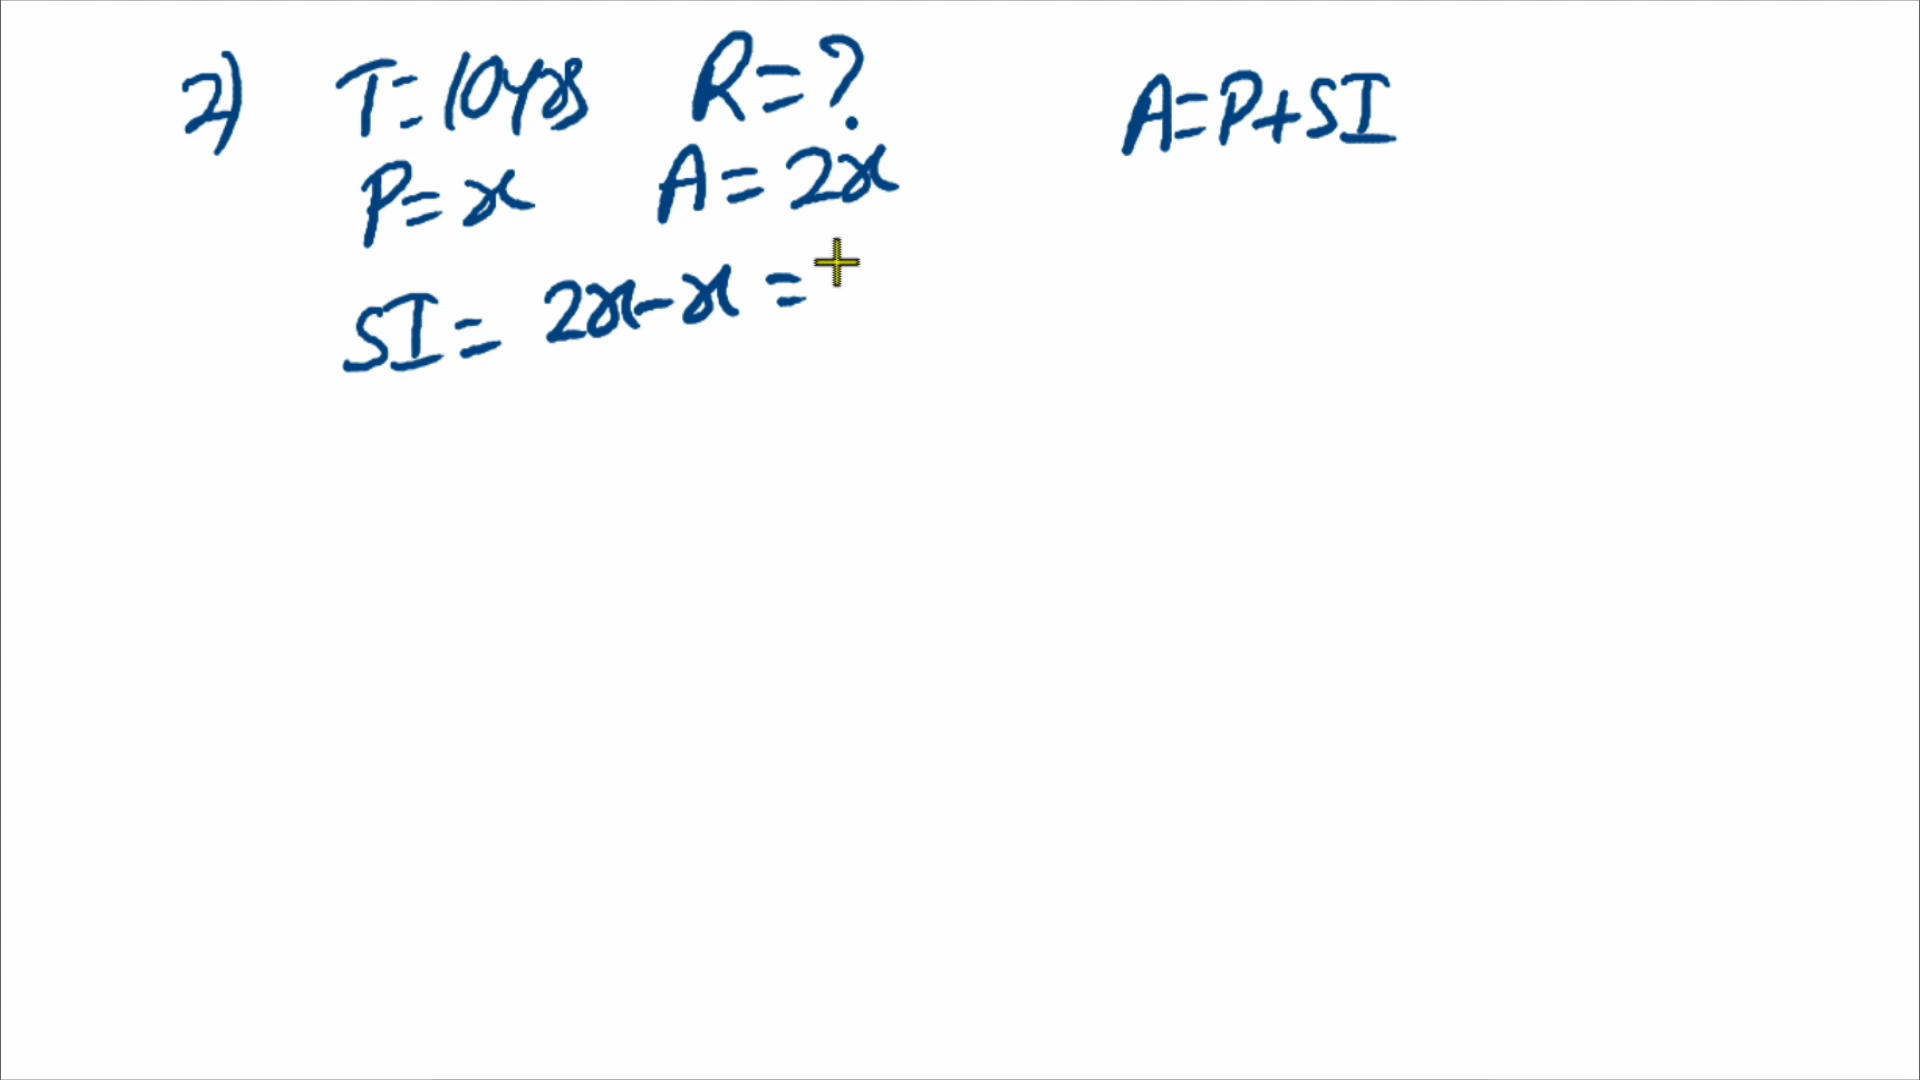 2) T=10yrs R=? A=P+SI
P=x A=2x
SI= 2x-x =